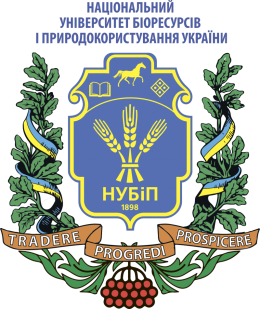 НАЦІОНАЛЬНИЙ
УНІВЕРСИТЕТ БІОРЕСУРСІВ
І ПРИРОДОКОРИСТУВАННЯ УКРАЇНИ
НУБіП
1898
TRADERE
PROGREDI
PROSPICERE